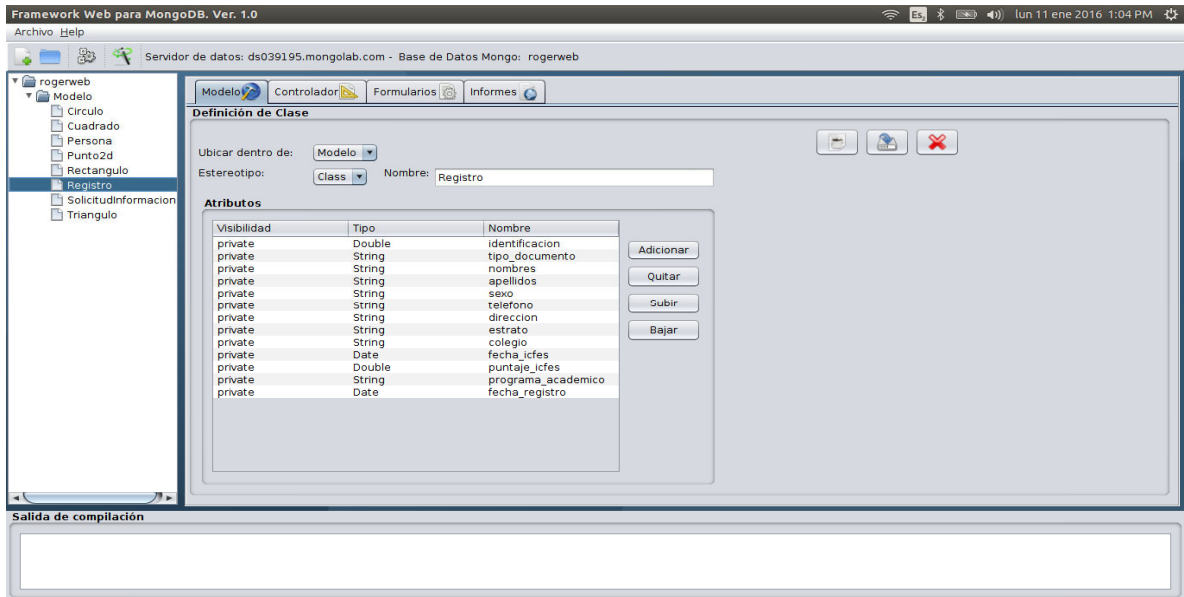 Framework Web para MongoDB. Ver. 1.0
Es
lun 11 ene 2016 1:04 PM
Archivo Help
Servidor de datos: ds039195.mongolab.com - Base de Datos Mongo: rogerweb
rogerweb
Modelo
Circulo
Cuadrado
Persona
Punto2d
Rectangulo
Registro
SolicitudInformacion
Triangulo
Modelo Controlador Formularios Informes
Definición de Clase
Ubicar dentro de: Modelo
Estereotipo: Class Nombre: Registro
Atributos
Visibilidad Tipo Nombre
private Double identificacion
private String tipo_documento
private String nombres
private String apellidos
private String sexo
private String telefono
private String direccion
private String estrato
private String colegio
private Date fecha_icfes
private Double puntaje_icfes
private String programa_academico
private Date fecha_registro
Adicionar
Quitar
Subir
Bajar
Salida de compilación